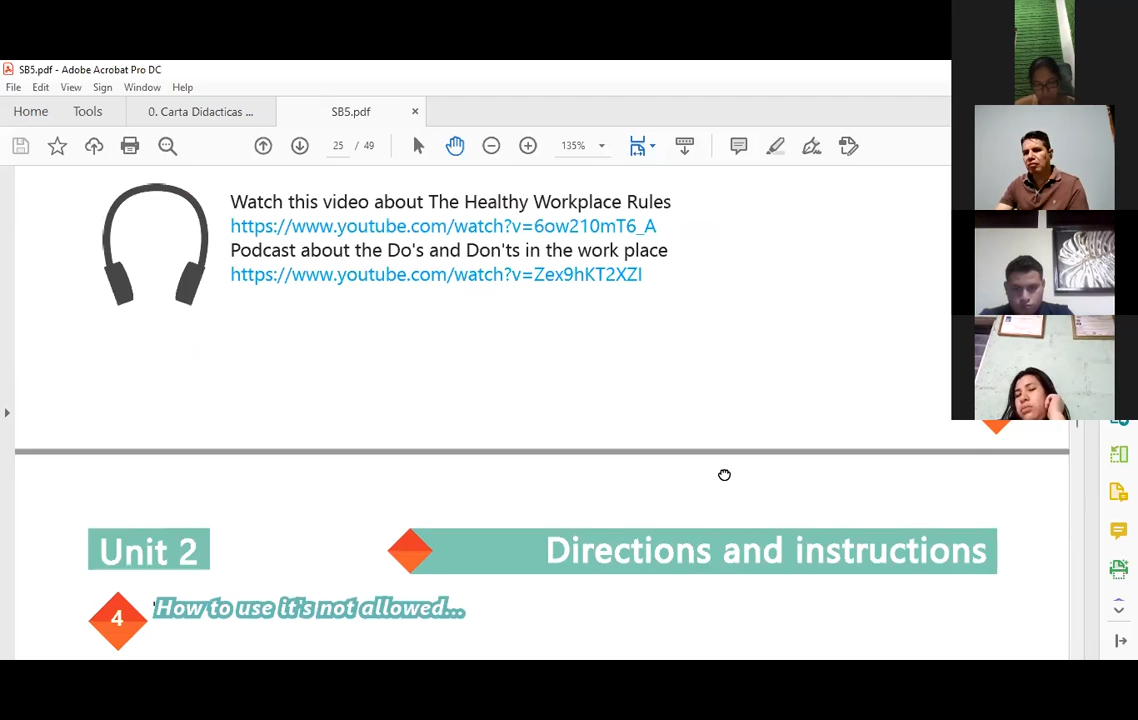 SB5.pdf - Adobe Acrobat Pro DC
File Edit View Sign Window Help
Home Tools 0. Carta Didacticas ... SB5.pdf ×
25 / 49 135%
Watch this video about The Healthy Workplace Rules
https://www.youtube.com/watch?v=6ow210mT6_A
Podcast about the Do's and Don'ts in the work place
https://www.youtube.com/watch?v=Zex9hKT2XZI
Unit 2 Directions and instructions
4 How to use it's not allowed...